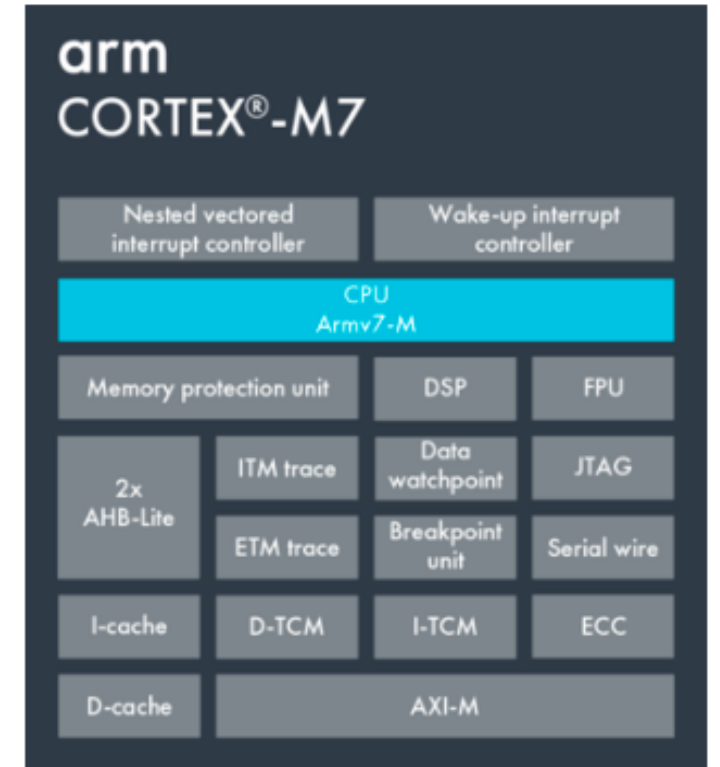 arm
CORTEX®-M7
Nested vectored
interrupt controller
Wake-up interrupt
controller
CPU
Armv7-M
Memory protection unit
DSP
FPU
2x
AHB-Lite
ITM trace
Data
watchpoint
JTAG
ETM trace
Breakpoint
unit
Serial wire
I-cache
D-TCM
I-TCM
ECC
D-cache
AXI-M